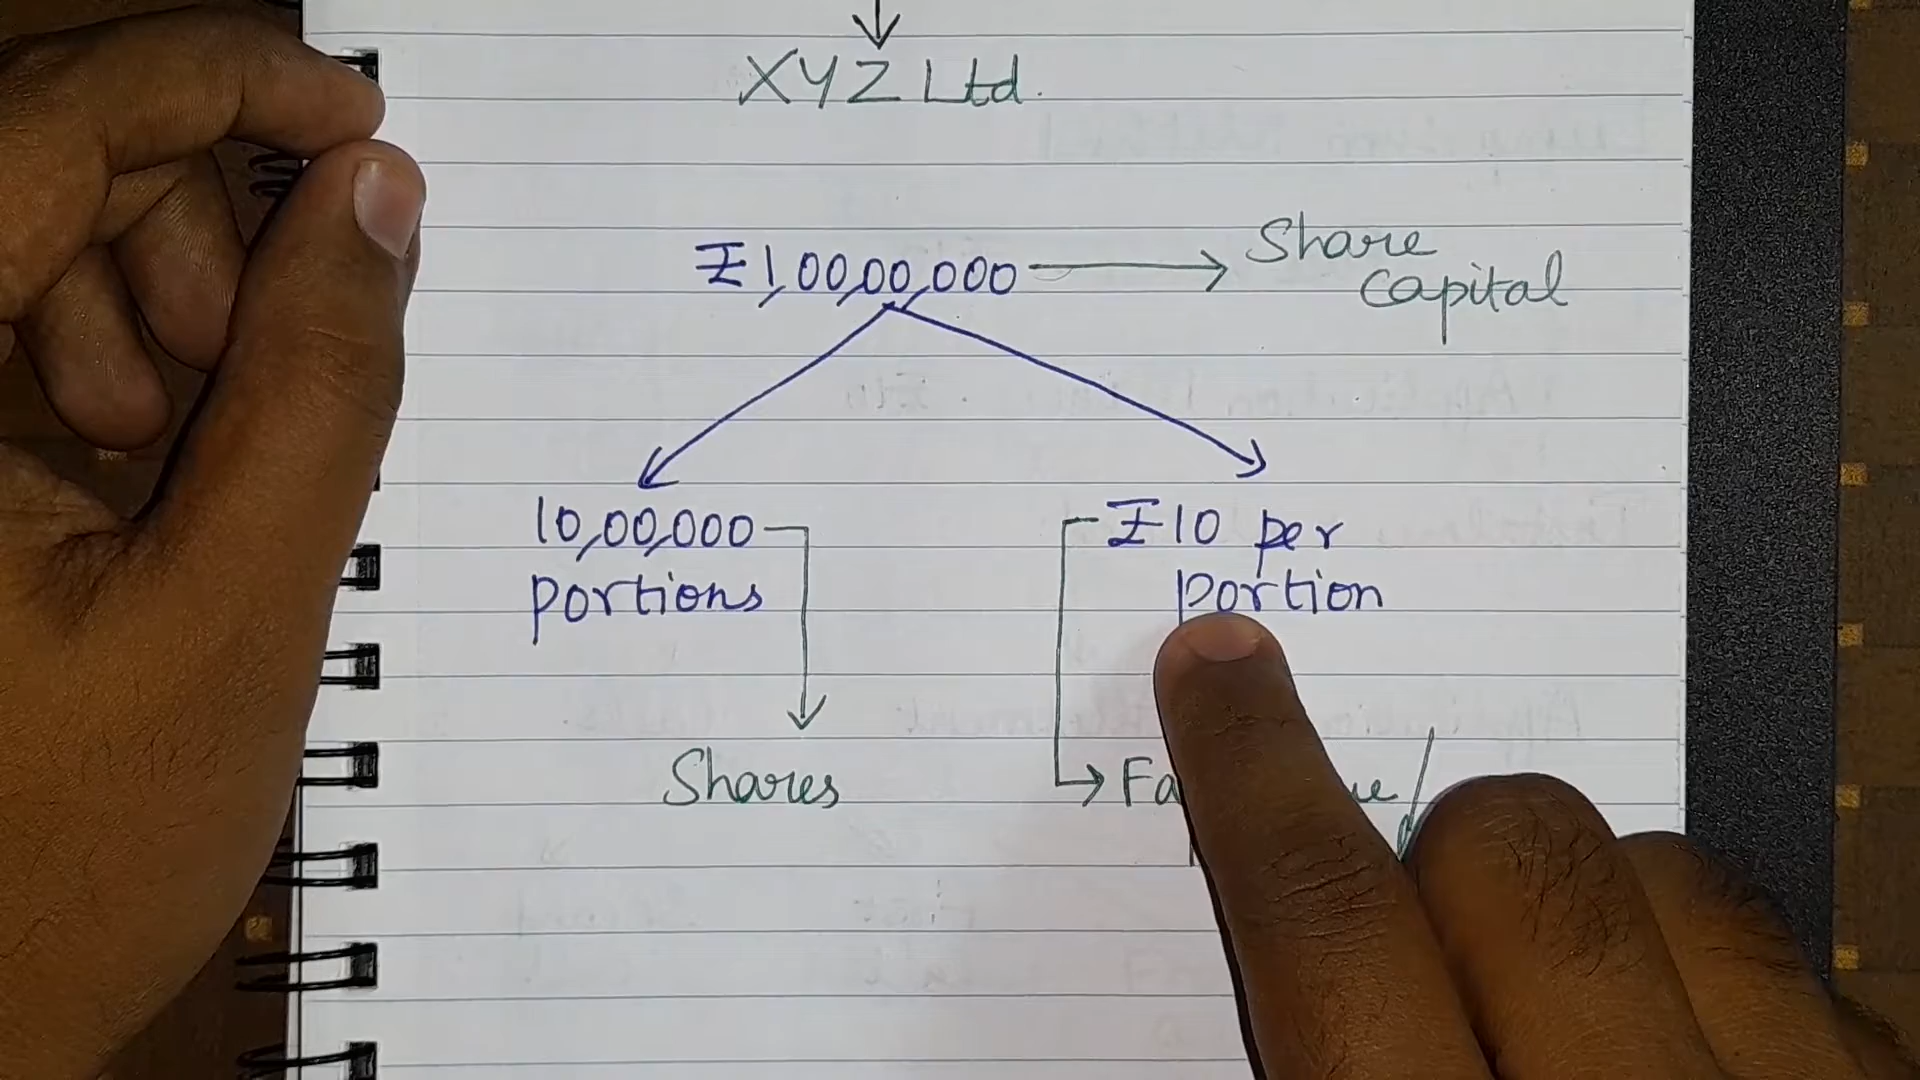 XYZ Ltd.
₹1,00,00,000
Share
capital
10,00,000
portions
₹10 per
portion
Shares